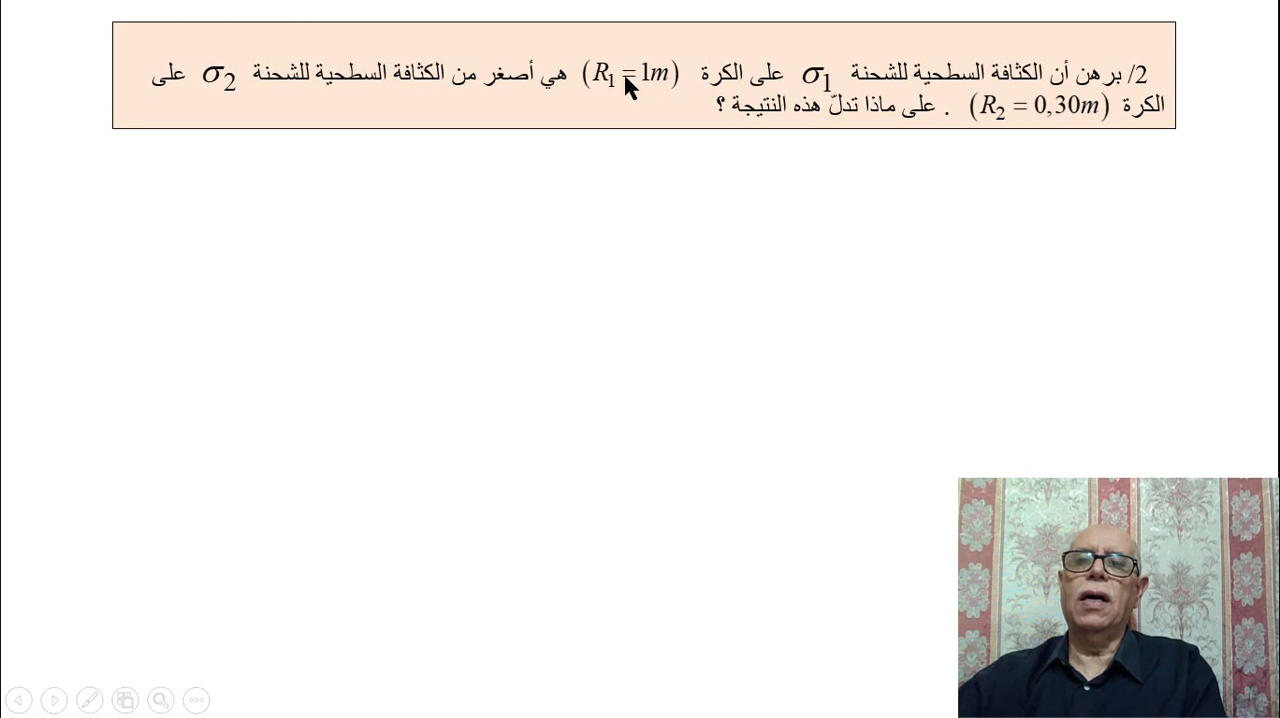 2/ برهن أن الكثافة السطحية للشحنة σ1 على الكرة (R1 = 1m) هي أصغر من الكثافة السطحية للشحنة σ2 على
الكرة (R2 = 0,30m) . على ماذا تدلّ هذه النتيجة ؟